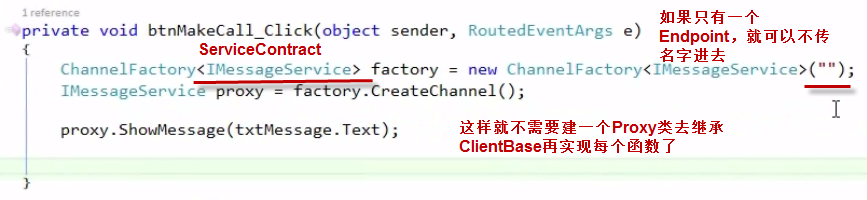 1 reference
private void btnMakeCall_Click(object sender, RoutedEventArgs e)
如果只有一个
Endpoint，就可以不传
名字进去
{
ServiceContract
ChannelFactory<IMessageService> factory = new ChannelFactory<IMessageService>("");
IMessageService proxy = factory.CreateChannel();
proxy.ShowMessage(txtMessage.Text);
这样就不需要建一个Proxy类去继承
ClientBase再实现每个函数了
}